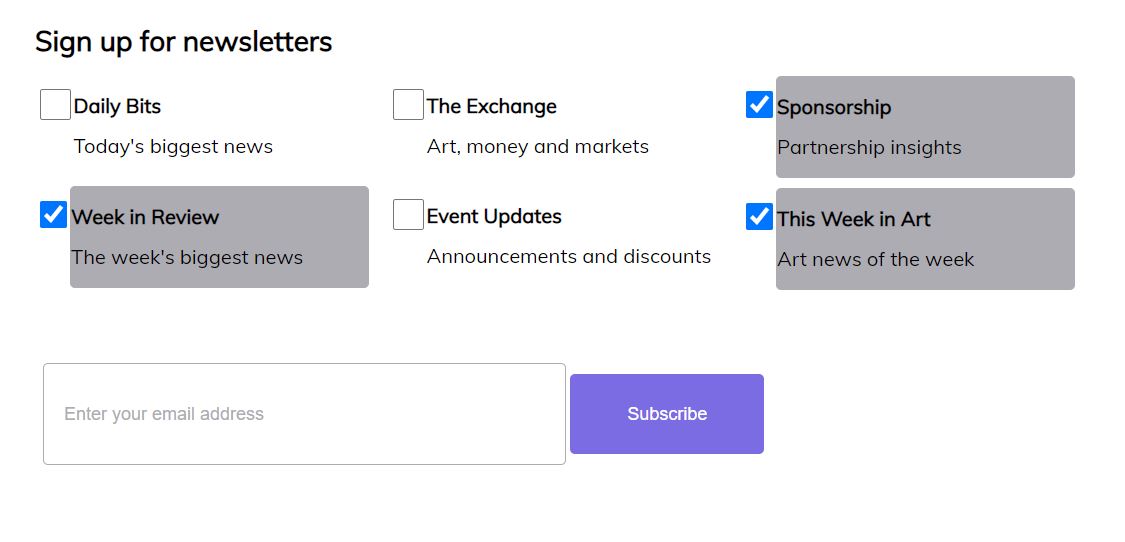 Sign up for newsletters
Daily Bits
Today's biggest news
The Exchange
Art, money and markets
Sponsorship
Partnership insights
Week in Review
The week's biggest news
Event Updates
Announcements and discounts
This Week in Art
Art news of the week
Enter your email address
Subscribe